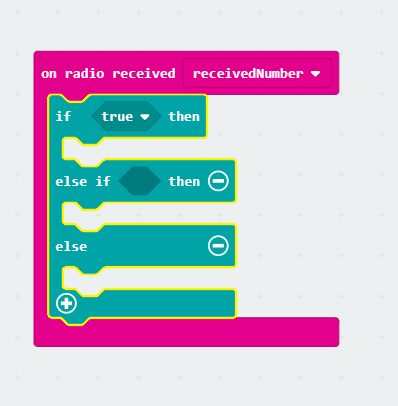 on radio received receivedNumber
if true then
else if then
else